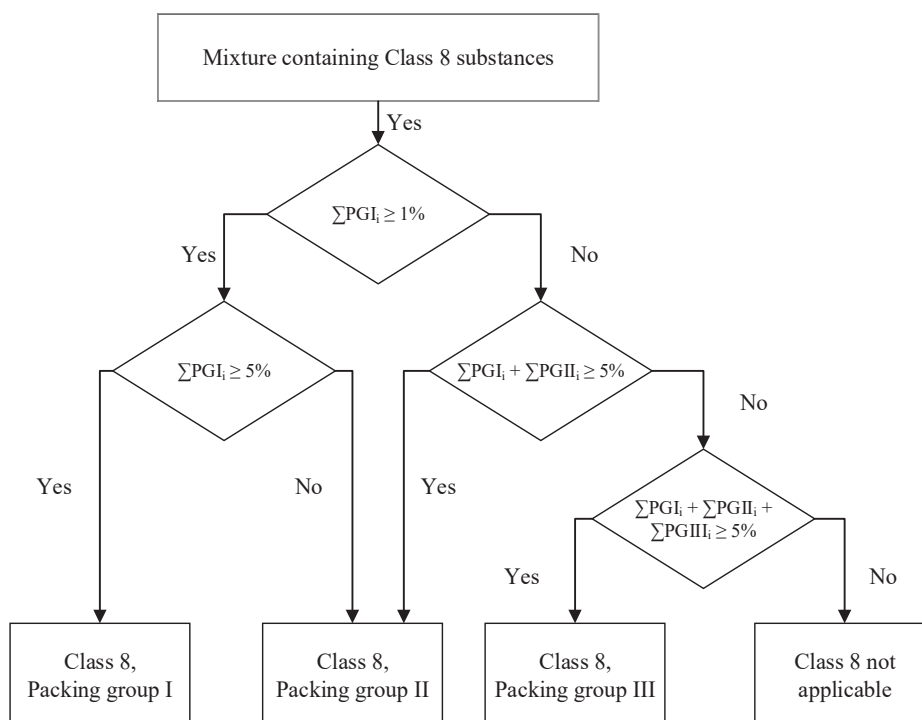 Mixture containing Class 8 substances
Yes
∑PGIᵢ ≥ 1%
Yes
No
∑PGIᵢ ≥ 5%
∑PGIᵢ + ∑PGIIᵢ ≥ 5%
No
Yes
No
Yes
∑PGIᵢ + ∑PGIIᵢ +
∑PGIIIᵢ ≥ 5%
Yes
No
Class 8,
Packing group I
Class 8,
Packing group II
Class 8,
Packing group III
Class 8 not
applicable